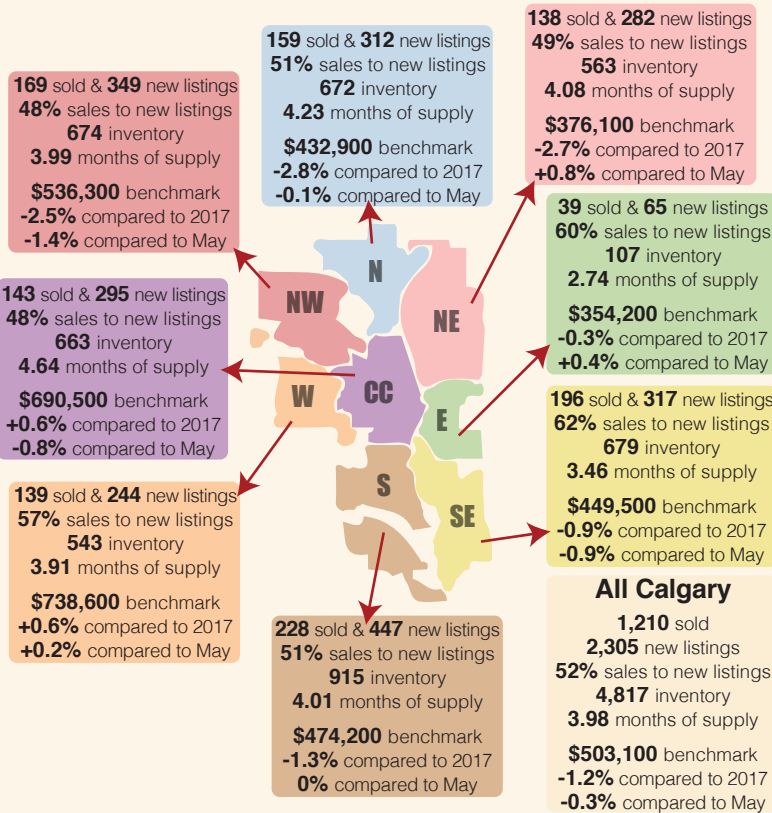 169 sold & 349 new listings
48% sales to new listings
674 inventory
3.99 months of supply
$536,300 benchmark
-2.5% compared to 2017
-1.4% compared to May
159 sold & 312 new listings
51% sales to new listings
672 inventory
4.23 months of supply
$432,900 benchmark
-2.8% compared to 2017
-0.1% compared to May
138 sold & 282 new listings
49% sales to new listings
563 inventory
4.08 months of supply
$376,100 benchmark
-2.7% compared to 2017
+0.8% compared to May
39 sold & 65 new listings
60% sales to new listings
107 inventory
2.74 months of supply
$354,200 benchmark
-0.3% compared to 2017
+0.4% compared to May
N
NW
NE
W
CC
E
S
SE
143 sold & 295 new listings
48% sales to new listings
663 inventory
4.64 months of supply
$690,500 benchmark
+0.6% compared to 2017
-0.8% compared to May
196 sold & 317 new listings
62% sales to new listings
679 inventory
3.46 months of supply
$449,500 benchmark
-0.9% compared to 2017
-0.9% compared to May
139 sold & 244 new listings
57% sales to new listings
543 inventory
3.91 months of supply
$738,600 benchmark
+0.6% compared to 2017
+0.2% compared to May
228 sold & 447 new listings
51% sales to new listings
915 inventory
4.01 months of supply
$474,200 benchmark
-1.3% compared to 2017
0% compared to May
All Calgary
1,210 sold
2,305 new listings
52% sales to new listings
4,817 inventory
3.98 months of supply
$503,100 benchmark
-1.2% compared to 2017
-0.3% compared to May